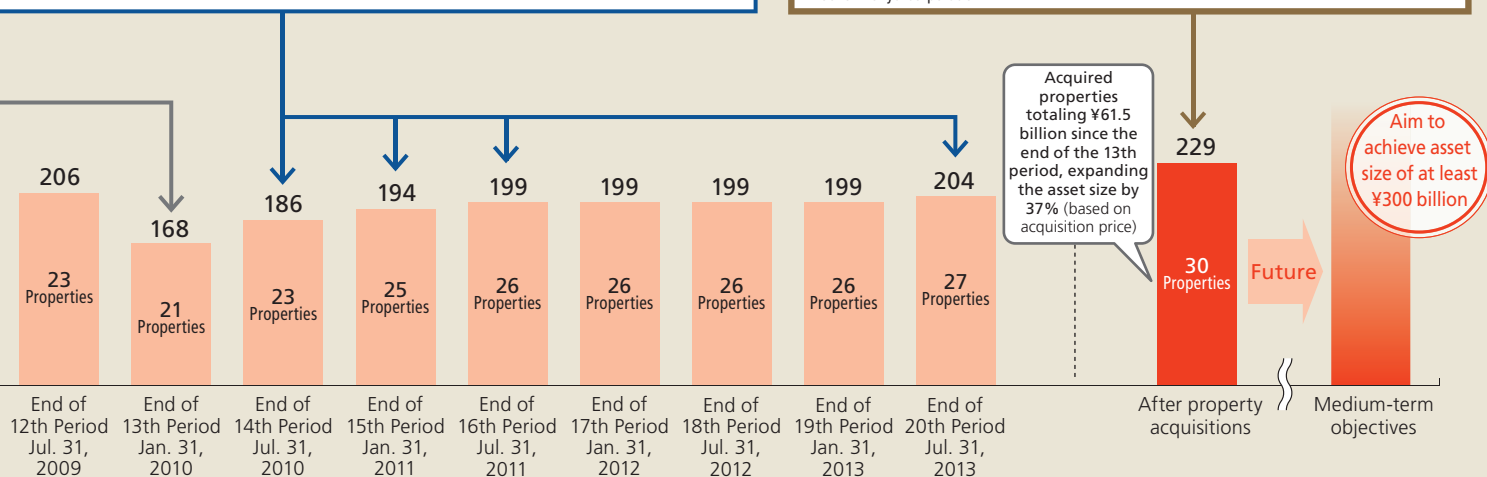 Acquired
properties
totaling ¥61.5
billion since the
end of the 13th
period, expanding
the asset size by
37% (based on
acquisition price)
Aim to
achieve asset
size of at least
¥300 billion
206
168
186
194
199
199
199
199
204
229
23
Properties
21
Properties
23
Properties
25
Properties
26
Properties
26
Properties
26
Properties
26
Properties
27
Properties
30
Properties
Future
End of
12th Period
Jul. 31,
2009
End of
13th Period
Jan. 31,
2010
End of
14th Period
Jul. 31,
2010
End of
15th Period
Jan. 31,
2011
End of
16th Period
Jul. 31,
2011
End of
17th Period
Jan. 31,
2012
End of
18th Period
Jul. 31,
2012
End of
19th Period
Jan. 31,
2013
End of
20th Period
Jul. 31,
2013
After property
acquisitions
Medium-term
objectives